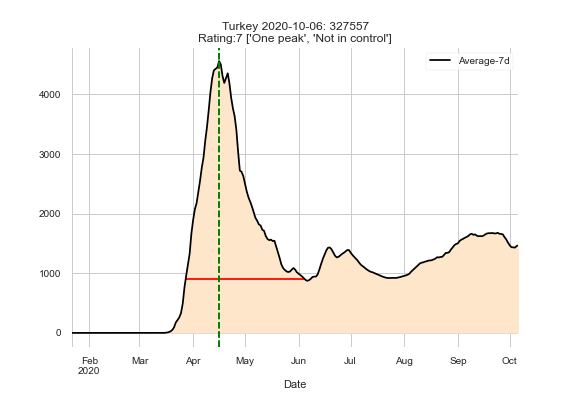 Turkey 2020-10-06: 327557
Rating:7 ['One peak', 'Not in control']
Average-7d
4000
3000
2000
1000
0
Feb Mar Apr May Jun Jul Aug Sep Oct
2020
Date